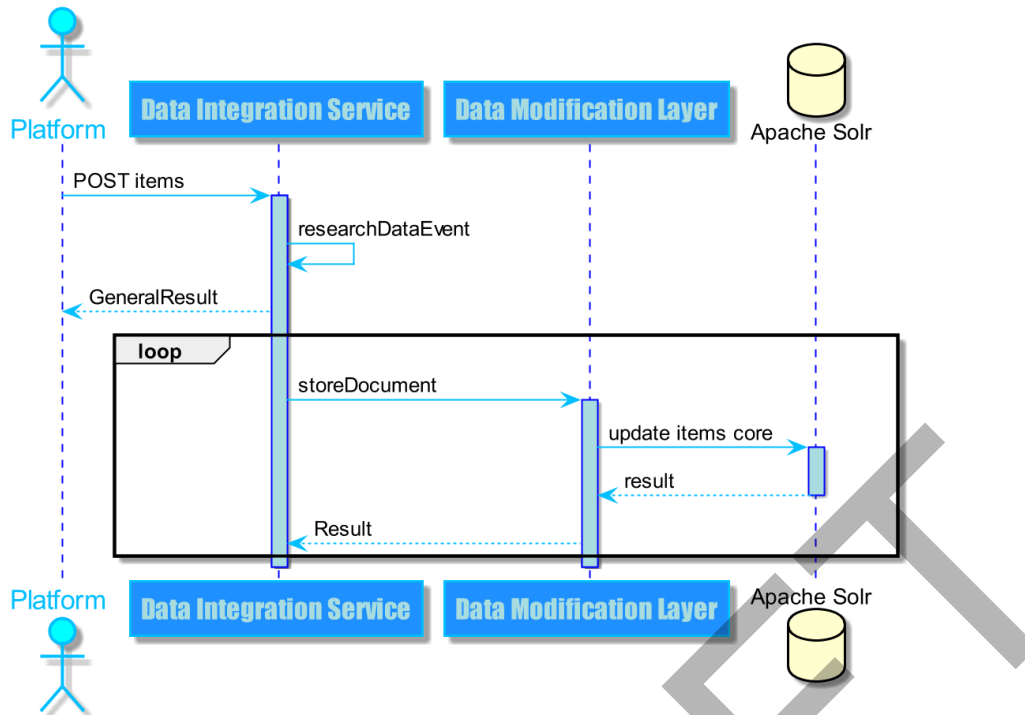 Platform
Data Integration Service
Data Modification Layer
Apache Solr
POST items
researchDataEvent
GeneralResult
loop
storeDocument
update items core
result
Result
Platform
Data Integration Service
Data Modification Layer
Apache Solr